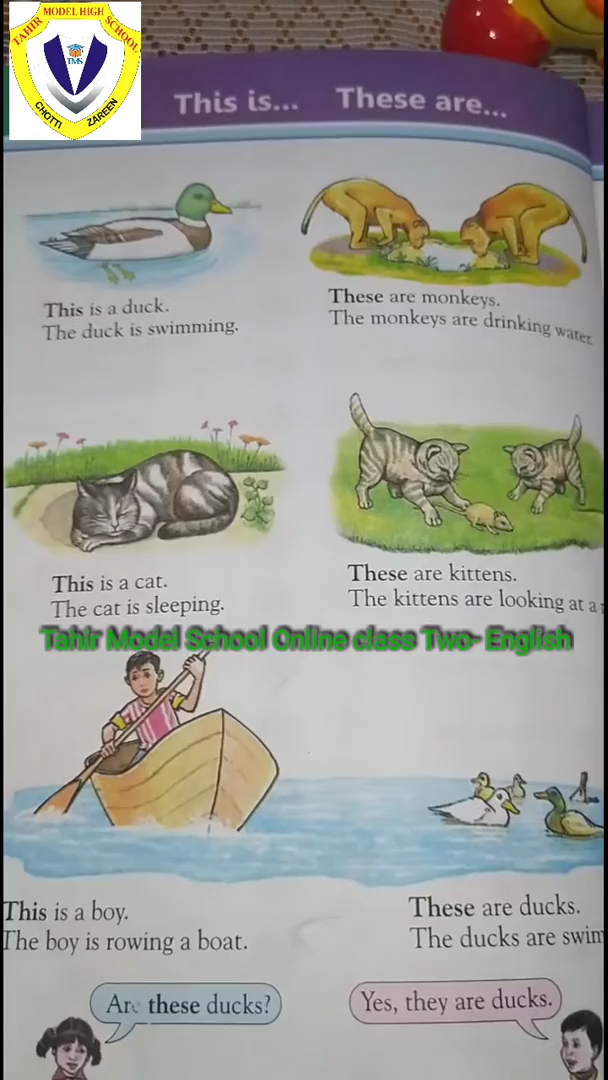 TAHIR MODEL HIGH SCHOOL
TMS
CHOTTI ZAREEN
This is... These are...
This is a duck.
The duck is swimming.
These are monkeys.
The monkeys are drinking water.
This is a cat.
The cat is sleeping.
These are kittens.
The kittens are looking at a
Tahir Model School Online class Two- English
This is a boy.
The boy is rowing a boat.
These are ducks.
The ducks are swim
Are these ducks?
Yes, they are ducks.